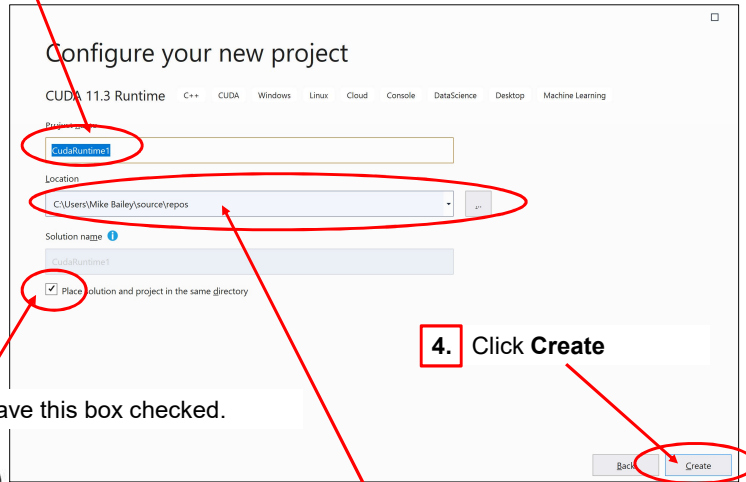 Configure your new project
CUDA 11.3 Runtime C++ CUDA Windows Linux Cloud Console DataScience Desktop Machine Learning
Project name
CudaRuntime1
Location
C:\Users\Mike Bailey\source\repos
...
Solution name
CudaRuntime1
Place solution and project in the same directory
4. Click Create
ave this box checked.
Back Create